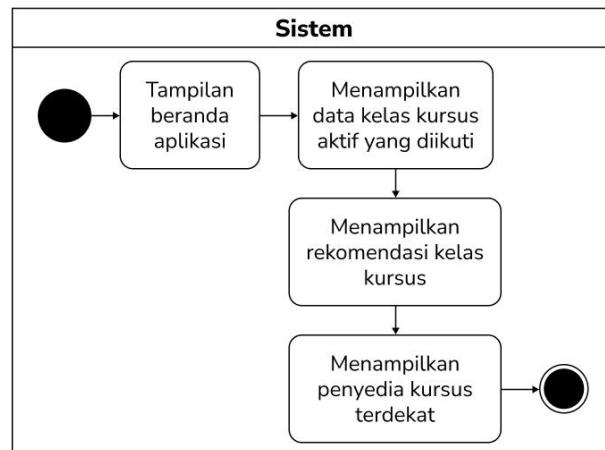 Sistem
Tampilan
beranda
aplikasi
Menampilkan
data kelas kursus
aktif yang diikuti
Menampilkan
rekomendasi kelas
kursus
Menampilkan
penyedia kursus
terdekat